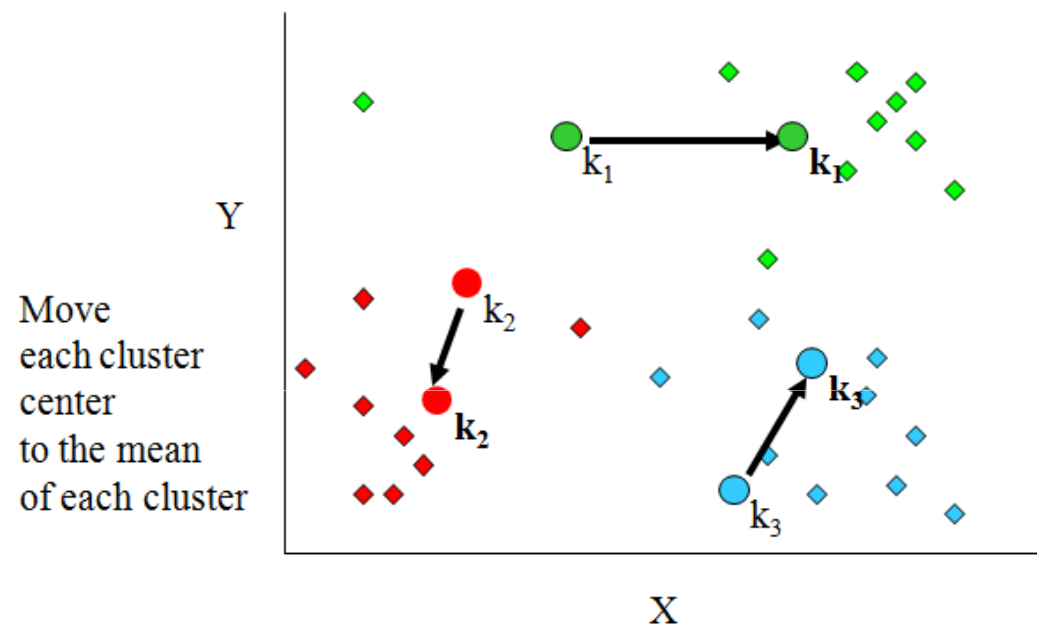 k₁
k₁
Y
k₂
Move
each cluster
center
to the mean
of each cluster
k₃
k₂
k₃
X